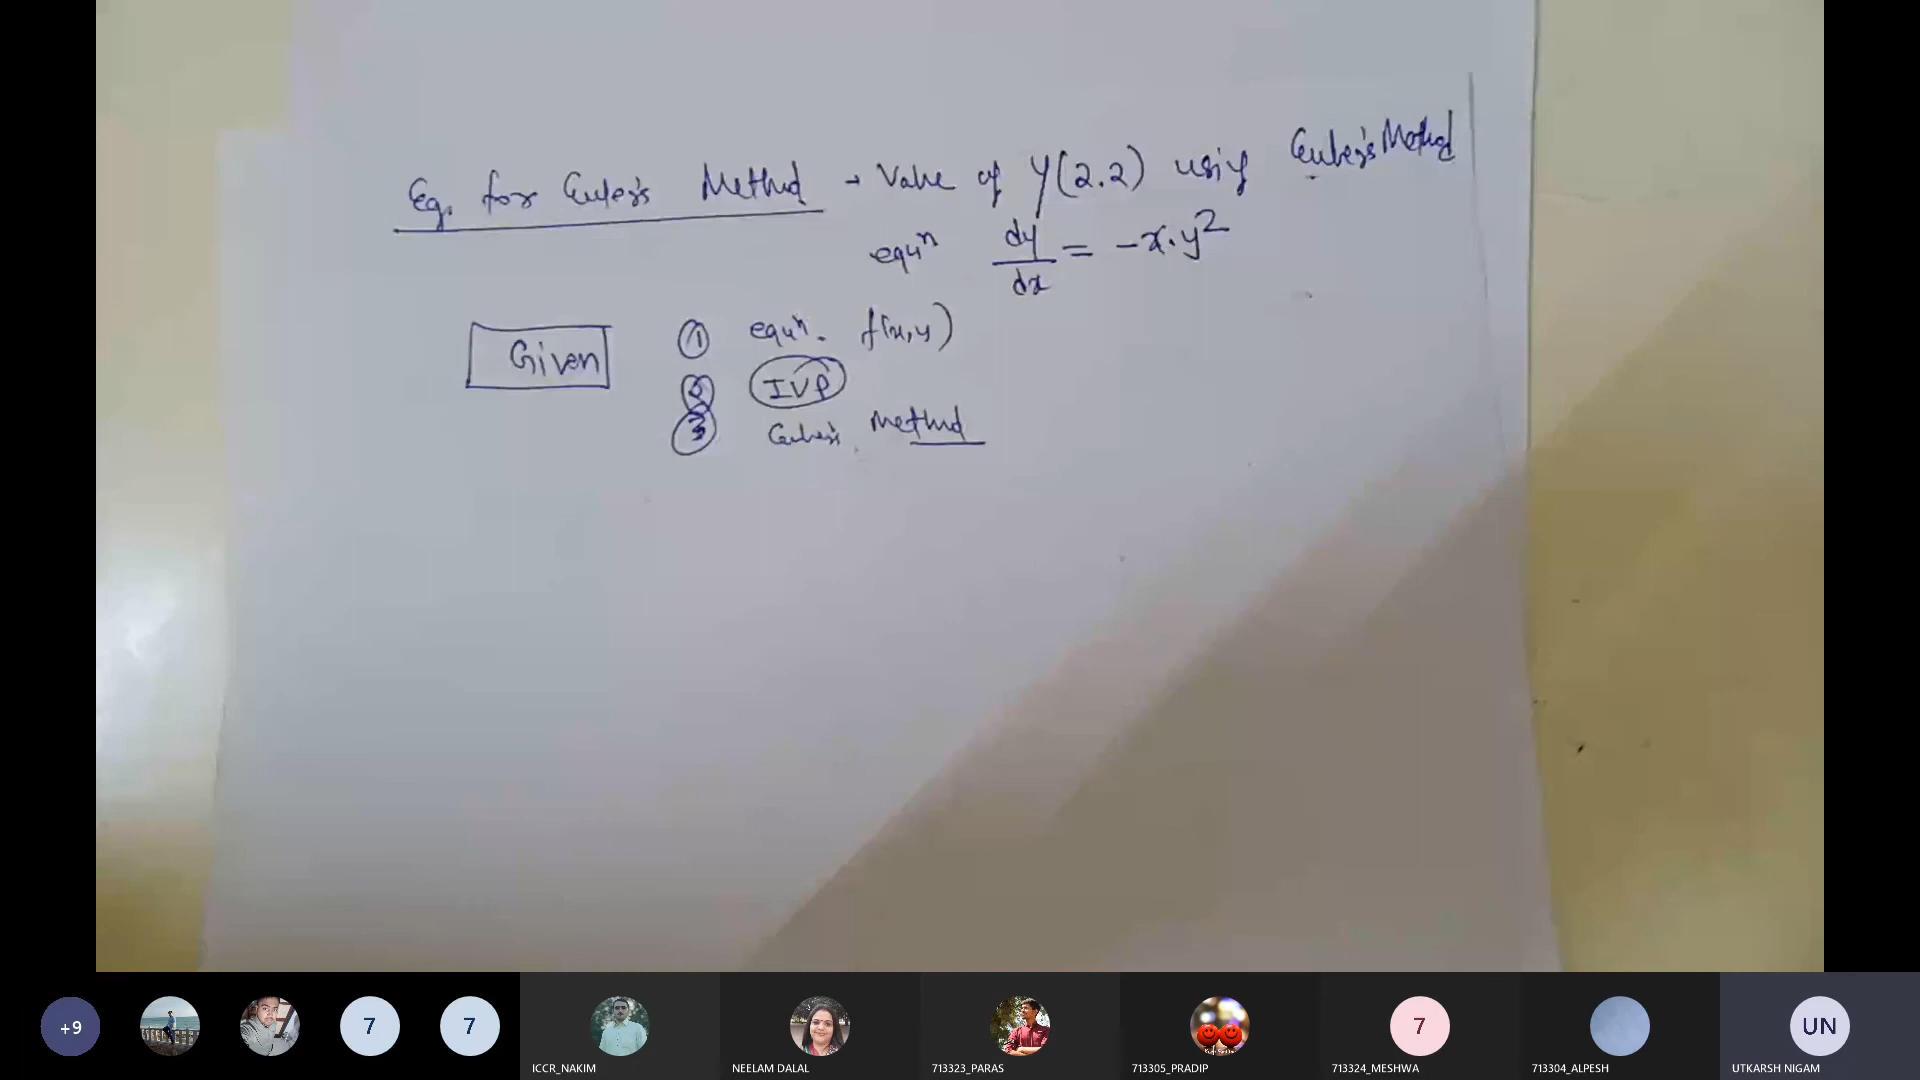 Eg. for Euler's Method → Value of Y(2.2) using Euler's Method
equⁿ dy/dx = -x.y²
Given
① equⁿ. f(x,y)
② IVP
③ Euler's Method
+9
7
7
7
UN
ICCR_NAKIM
NEELAM DALAL
713323_PARAS
713305_PRADIP
713324_MESHWA
713304_ALPESH
UTKARSH NIGAM